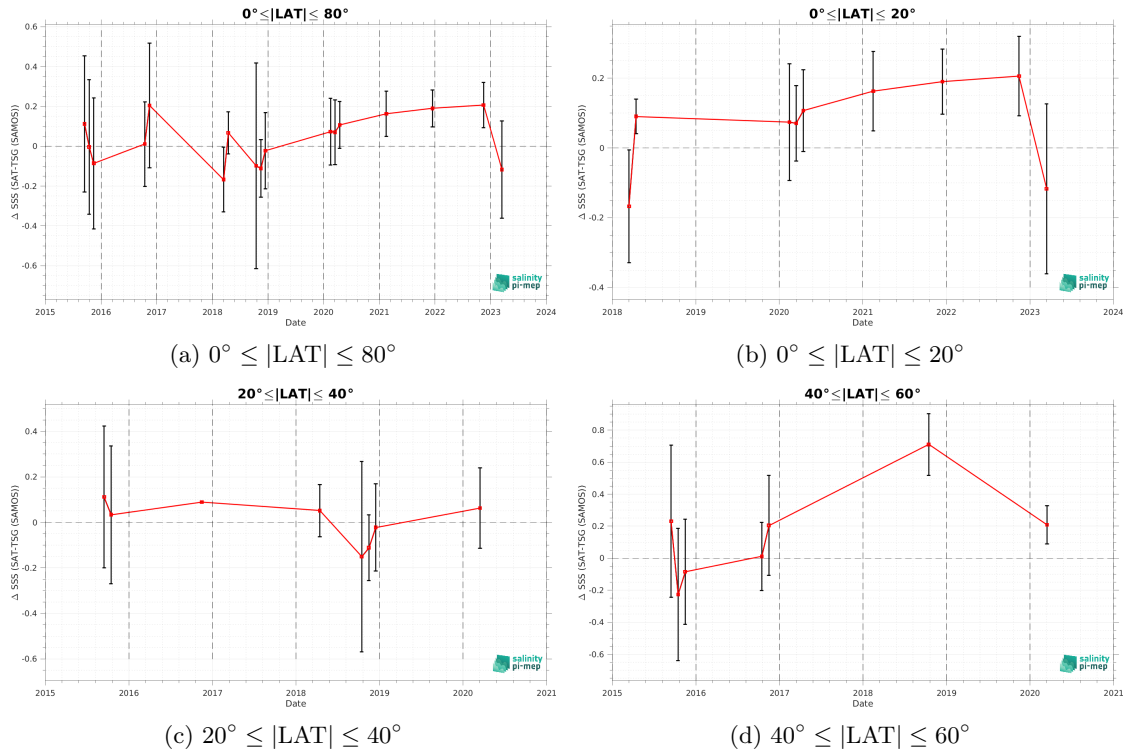 0°≤|LAT|≤ 80°
Δ SSS (SAT-TSG (SAMOS))
0.6
0.4
0.2
0
-0.2
-0.4
-0.6
2015
2016
2017
2018
2019
2020
2021
2022
2023
2024
Date
salinity
pi-mep
(a) 0° ≤ |LAT| ≤ 80°
0°≤|LAT|≤ 20°
Δ SSS (SAT-TSG (SAMOS))
0.2
0
-0.2
-0.4
2018
2019
2020
2021
2022
2023
2024
Date
salinity
pi-mep
(b) 0° ≤ |LAT| ≤ 20°
20°≤|LAT|≤ 40°
Δ SSS (SAT-TSG (SAMOS))
0.4
0.2
0
-0.2
-0.4
-0.6
2015
2016
2017
2018
2019
2020
2021
Date
salinity
pi-mep
(c) 20° ≤ |LAT| ≤ 40°
40°≤|LAT|≤ 60°
Δ SSS (SAT-TSG (SAMOS))
0.8
0.6
0.4
0.2
0
-0.2
-0.4
-0.6
2015
2016
2017
2018
2019
2020
2021
Date
salinity
pi-mep
(d) 40° ≤ |LAT| ≤ 60°